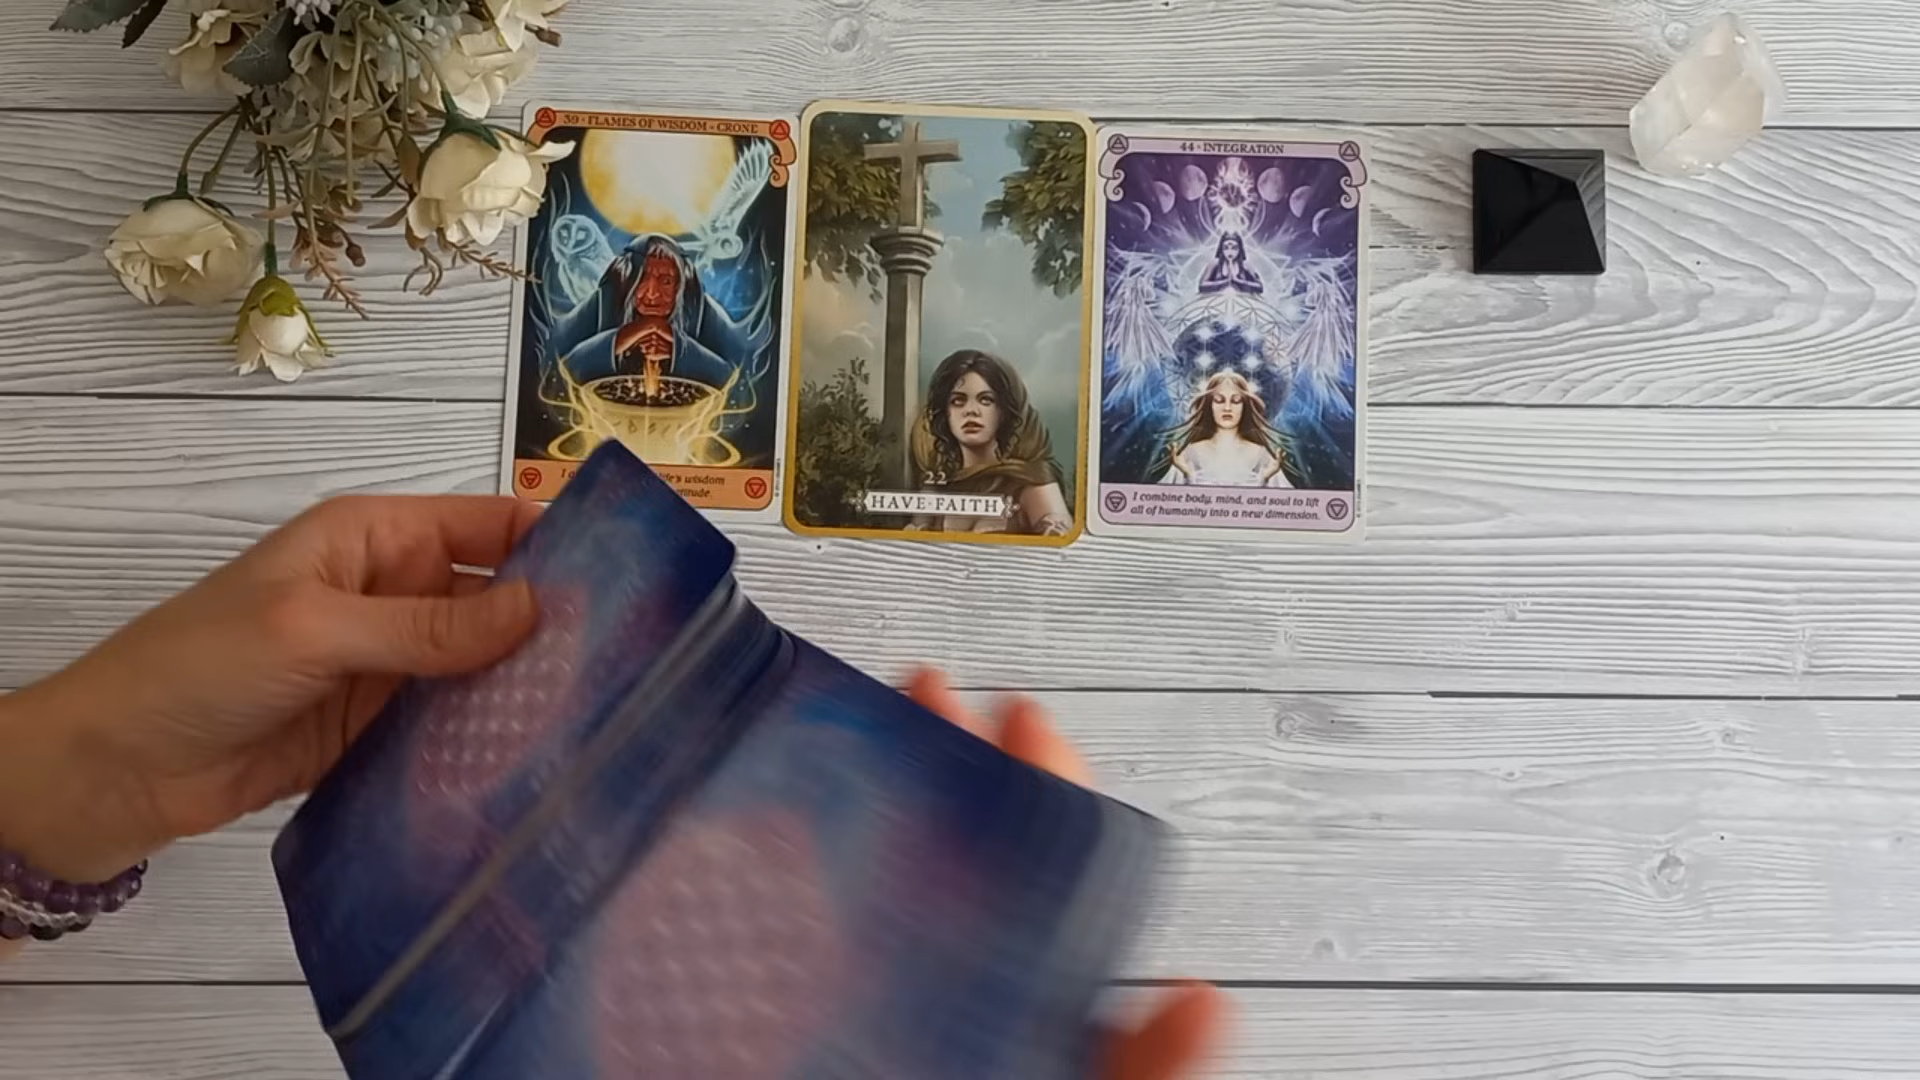 39 · FLAMES OF WISDOM - CRONE
life's wisdom
22
HAVE · FAITH
44 · INTEGRATION
I combine body, mind, and soul to lift
all of humanity into a new dimension.